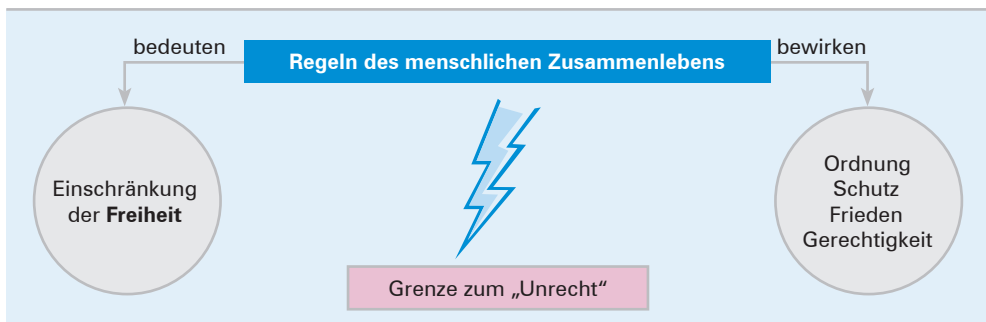 bedeuten
Regeln des menschlichen Zusammenlebens
bewirken
Einschränkung
der Freiheit
Ordnung
Schutz
Frieden
Gerechtigkeit
Grenze zum „Unrecht“